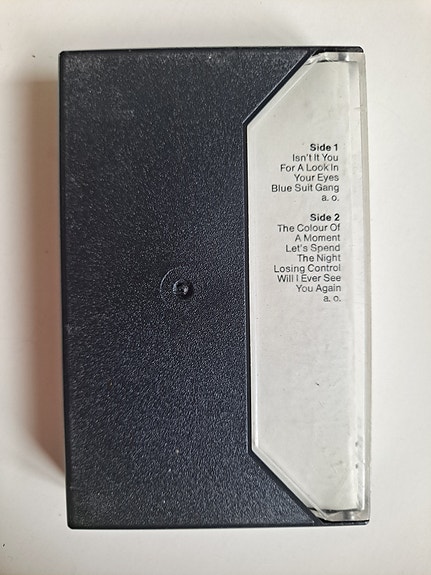 Side 1
Isn't It You
For A Look In
Your Eyes
Blue Suit Gang
a. o.
Side 2
The Colour Of
A Moment
Let's Spend
The Night
Losing Control
Will I Ever See
You Again
a. o.